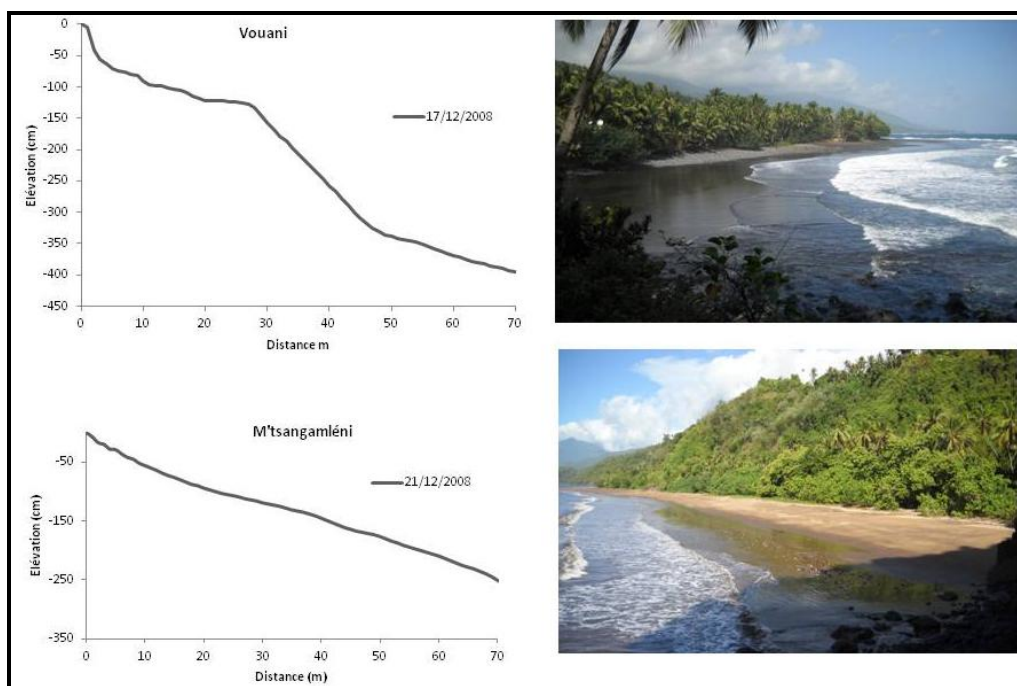 Vouani
Elévation (cm)
0
-50
-100
-150
-200
-250
-300
-350
-400
-450
17/12/2008
0 10 20 30 40 50 60 70
Distance m
M'tsangamléni
Elévation (cm)
-50
-150
-250
-350
21/12/2008
0 10 20 30 40 50 60 70
Distance (m)